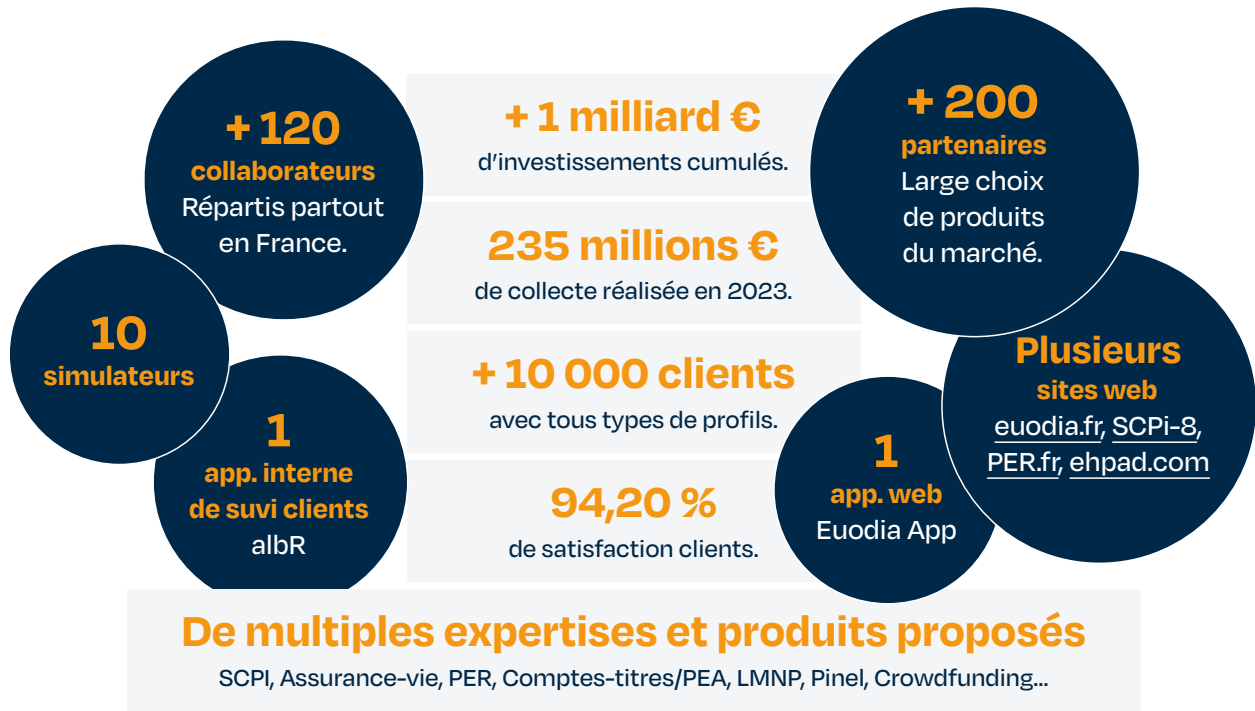 + 120
collaborateurs
Répartis partout
en France.
10
simulateurs
1
app. interne
de suvi clients
albR
+ 1 milliard €
d'investissements cumulés.
235 millions €
de collecte réalisée en 2023.
+ 10 000 clients
avec tous types de profils.
94,20 %
de satisfaction clients.
+ 200
partenaires
Large choix
de produits
du marché.
Plusieurs
sites web
euodia.fr, SCPi-8,
PER.fr, ehpad.com
1
app. web
Euodia App
De multiples expertises et produits proposés
SCPI, Assurance-vie, PER, Comptes-titres/PEA, LMNP, Pinel, Crowdfunding...